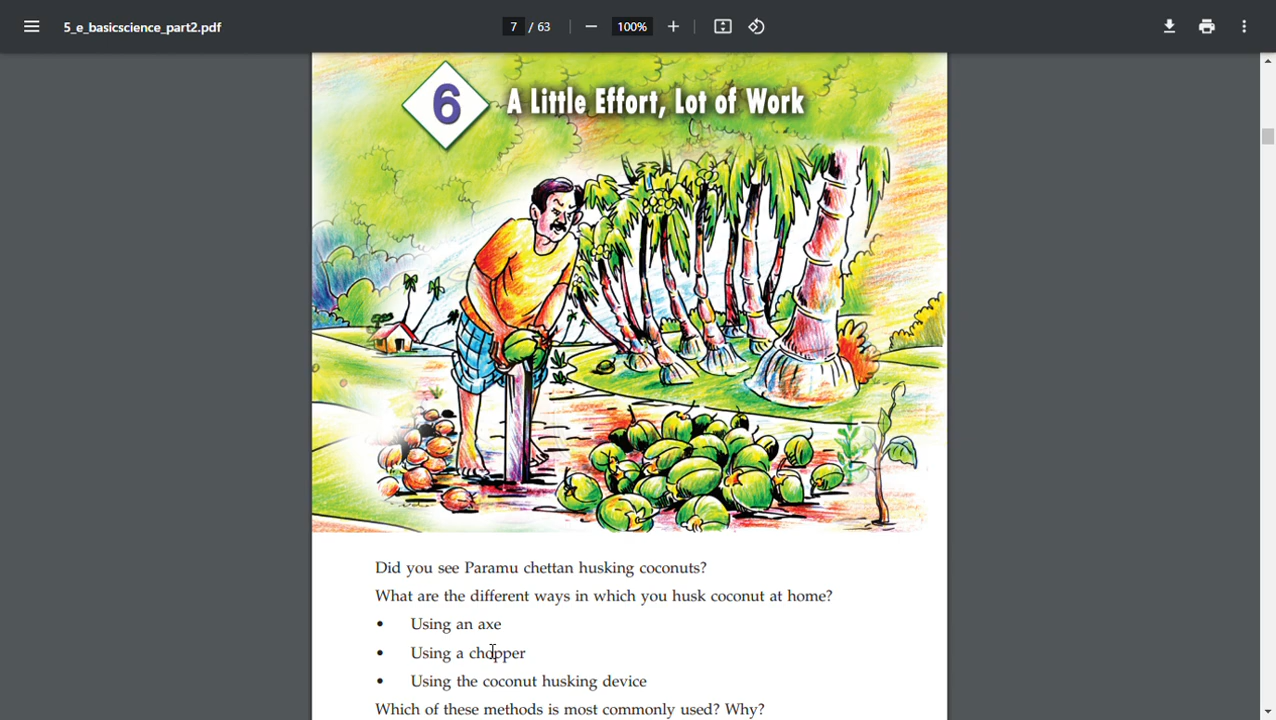 5_e_basicscience_part2.pdf
7 / 63
100%
6
A Little Effort, Lot of Work
Did you see Paramu chettan husking coconuts?
What are the different ways in which you husk coconut at home?
• Using an axe
• Using a chopper
• Using the coconut husking device
Which of these methods is most commonly used? Why?